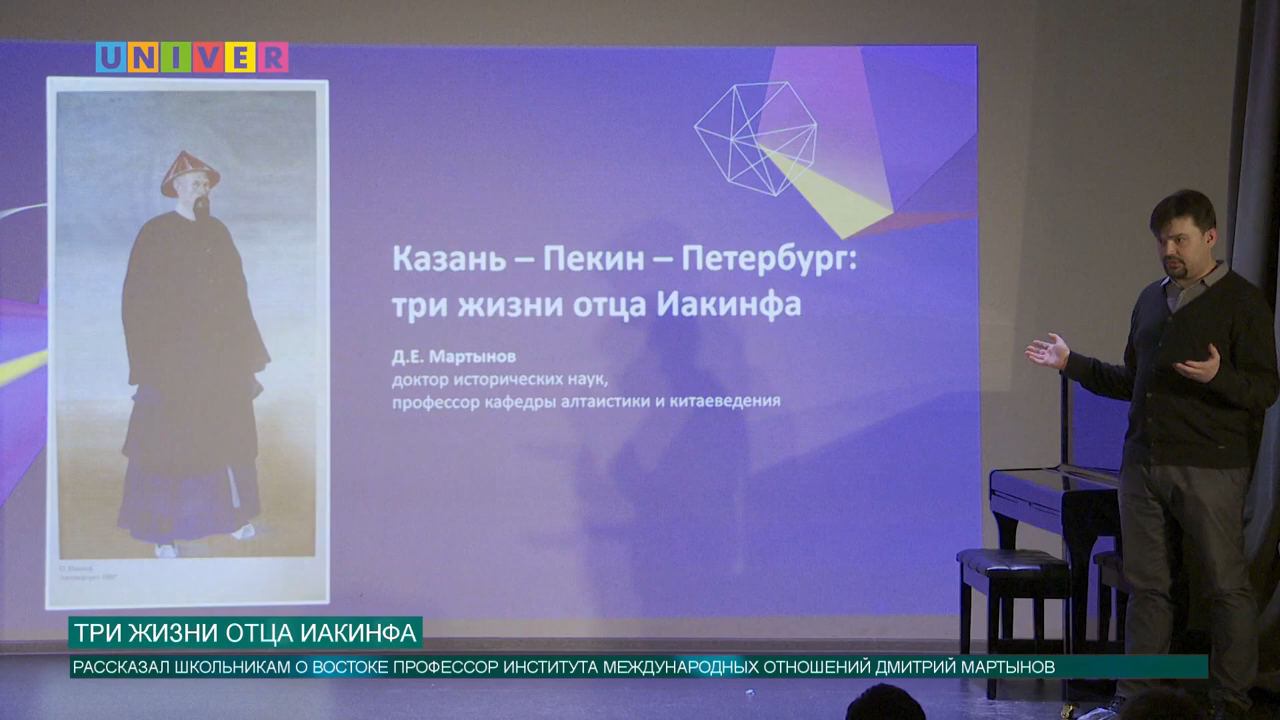 UNIVER
Казань – Пекин – Петербург:
три жизни отца Иакинфа
Д.Е. Мартынов
доктор исторических наук,
профессор кафедры алтаистики и китаеведения
ТРИ ЖИЗНИ ОТЦА ИАКИНФА
РАССКАЗАЛ ШКОЛЬНИКАМ О ВОСТОКЕ ПРОФЕССОР ИНСТИТУТА МЕЖДУНАРОДНЫХ ОТНОШЕНИЙ ДМИТРИЙ МАРТЫНОВ